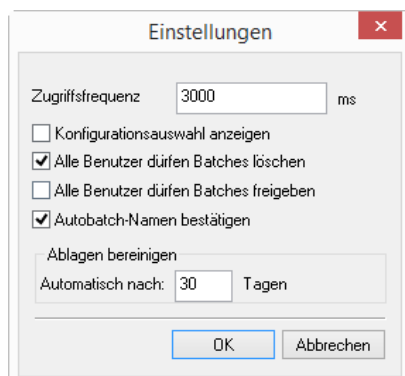 Einstellungen
Zugriffsfrequenz 3000 ms
Konfigurationsauswahl anzeigen
Alle Benutzer dürfen Batches löschen
Alle Benutzer dürfen Batches freigeben
Autobatch-Namen bestätigen
Ablagen bereinigen
Automatisch nach: 30 Tagen
OK Abbrechen